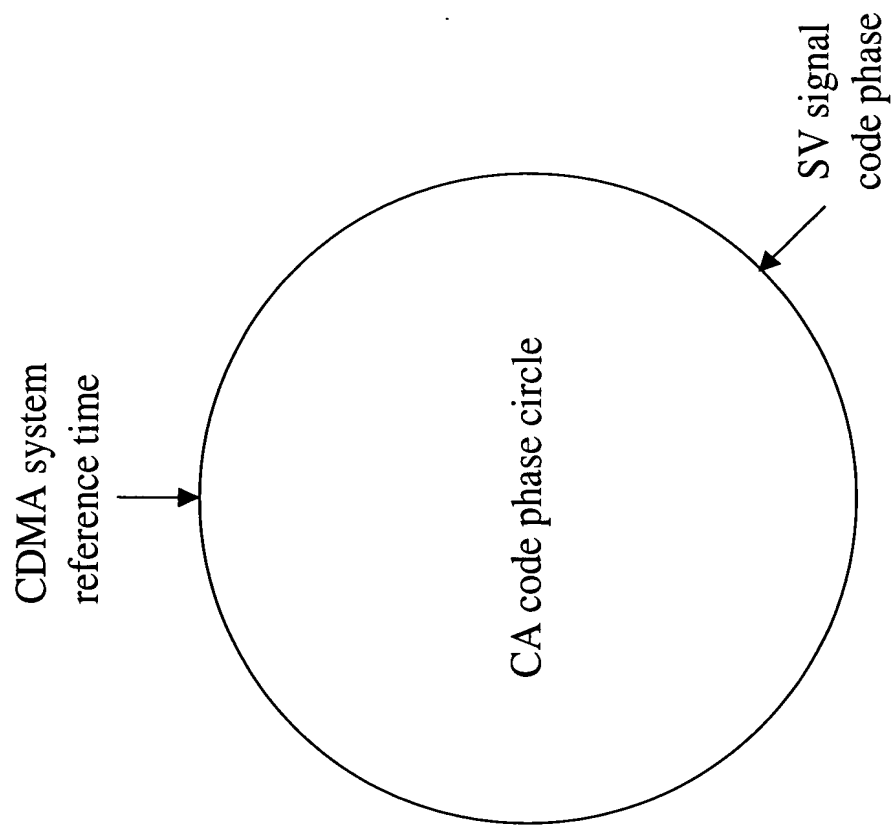 CDMA system
reference time
CA code phase circle
SV signal
code phase